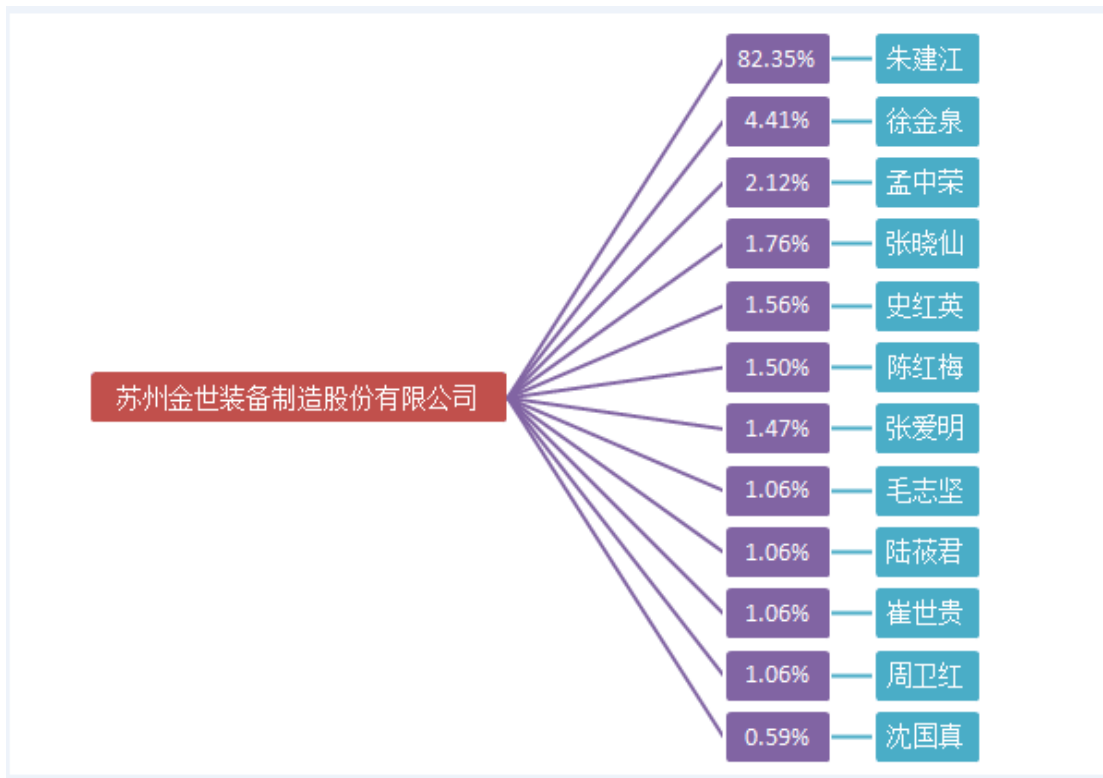 82.35% 朱建江
4.41% 徐金泉
2.12% 孟中荣
1.76% 张晓仙
1.56% 史红英
1.50% 陈红梅
苏州金世装备制造股份有限公司
1.47% 张爱明
1.06% 毛志坚
1.06% 陆莜君
1.06% 崔世贵
1.06% 周卫红
0.59% 沈国真